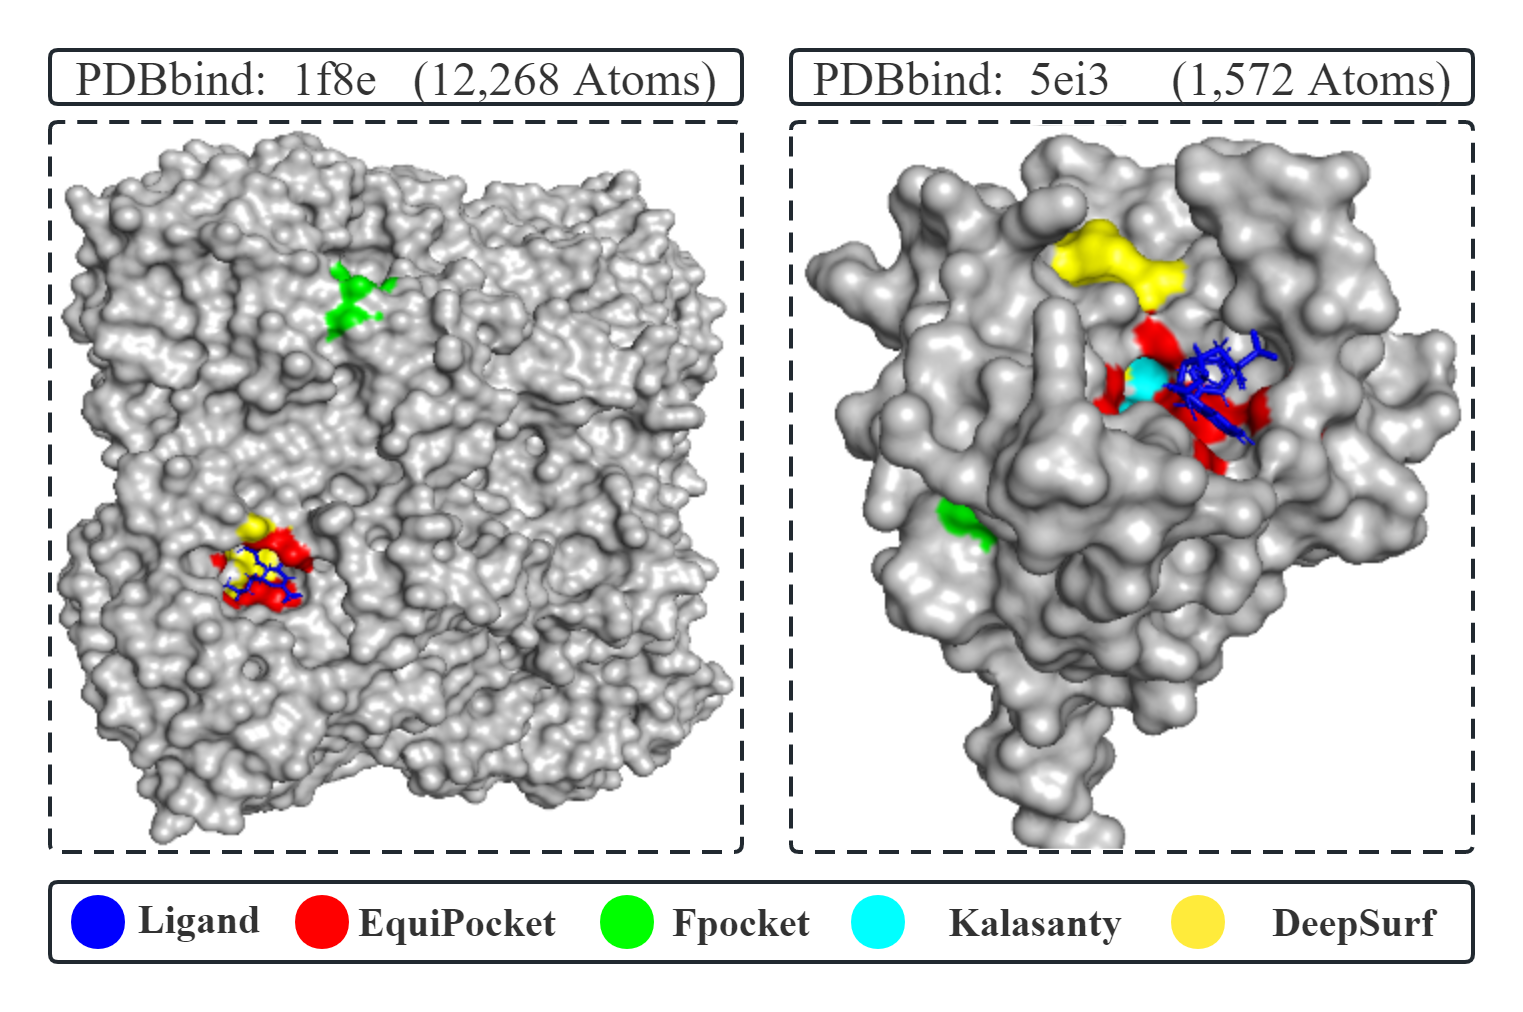 PDBbind: 1f8e (12,268 Atoms)
PDBbind: 5ei3 (1,572 Atoms)
Ligand EquiPocket Fpocket Kalasanty DeepSurf